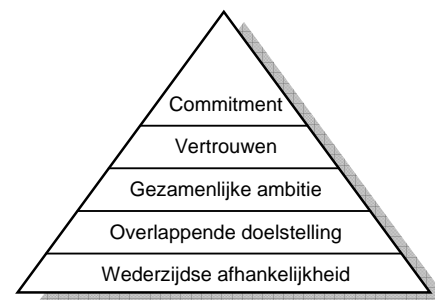 Commitment
Vertrouwen
Gezamenlijke ambitie
Overlappende doelstelling
Wederzijdse afhankelijkheid